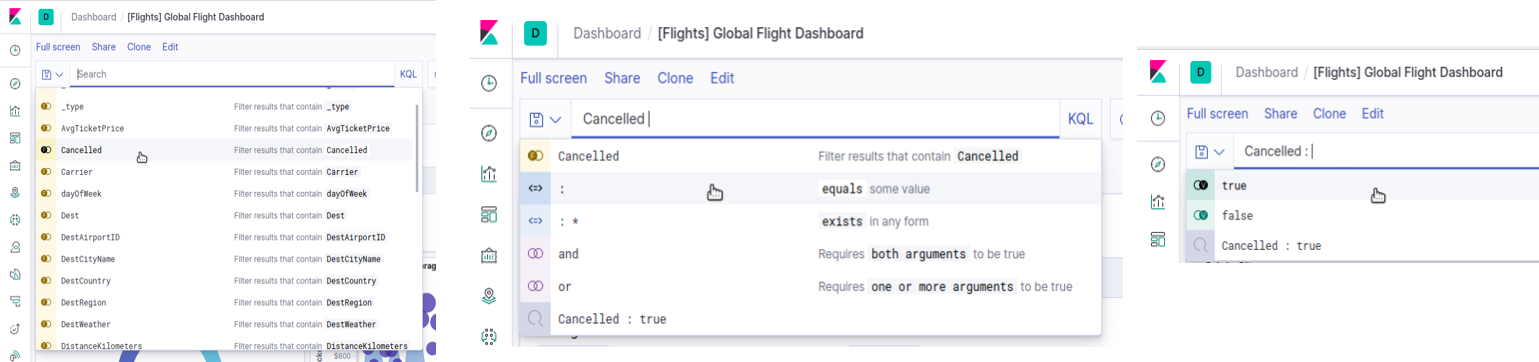 D Dashboard / [Flights] Global Flight Dashboard
Full screen Share Clone Edit
Search KQL
_type Filter results that contain _type
AvgTicketPrice Filter results that contain AvgTicketPrice
Cancelled Filter results that contain Cancelled
Carrier Filter results that contain Carrier
dayOfWeek Filter results that contain dayOfWeek
Dest Filter results that contain Dest
DestAirportID Filter results that contain DestAirportID
DestCityName Filter results that contain DestCityName
DestCountry Filter results that contain DestCountry
DestRegion Filter results that contain DestRegion
DestWeather Filter results that contain DestWeather
DistanceKilometers Filter results that contain DistanceKilometers
$600
D Dashboard / [Flights] Global Flight Dashboard
Full screen Share Clone Edit
Cancelled KQL
Cancelled Filter results that contain Cancelled
: equals some value
: * exists in any form
and Requires both arguments to be true
or Requires one or more arguments to be true
Cancelled : true
D Dashboard / [Flights] Global Flight Dashboard
Full screen Share Clone Edit
Cancelled :
true
false
Cancelled : true